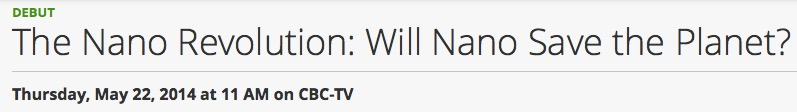 DEBUT
The Nano Revolution: Will Nano Save the Planet?
Thursday, May 22, 2014 at 11 AM on CBC-TV